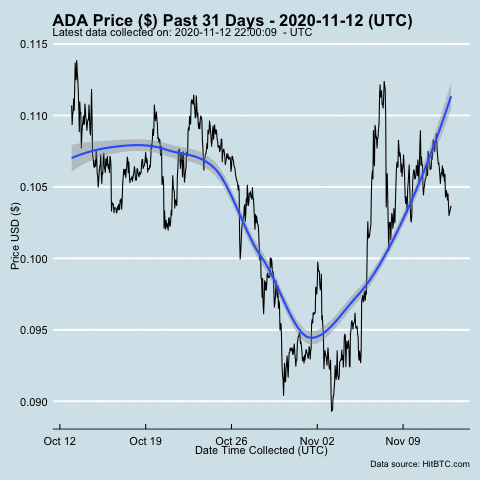 ADA Price ($) Past 31 Days - 2020-11-12 (UTC)
Latest data collected on: 2020-11-12 22:00:09  - UTC
0.115
0.110
0.105
0.100
0.095
0.090
Price USD ($)
Oct 12
Oct 19
Oct 26
Nov 02
Nov 09
Date Time Collected (UTC)
Data source: HitBTC.com